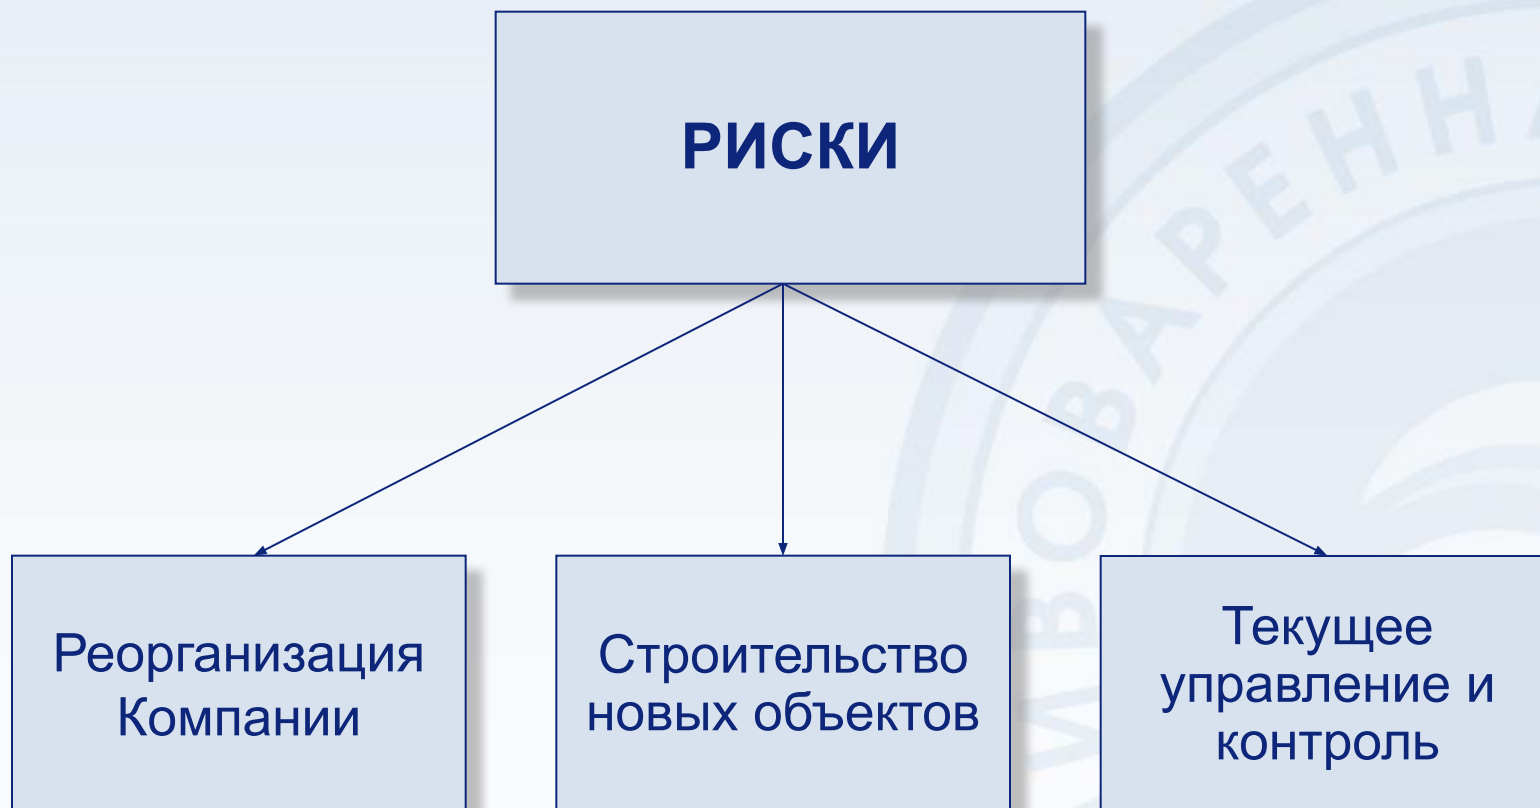 РИСКИ
Реорганизация
Компании
Строительство
новых объектов
Текущее
управление и
контроль